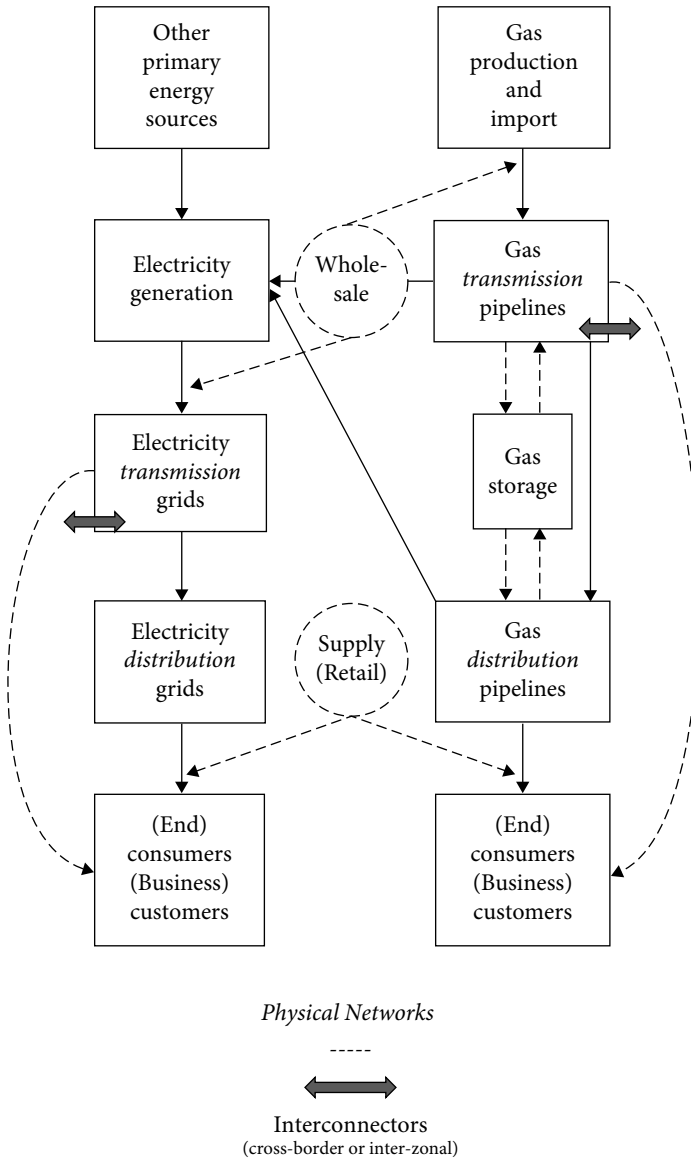 Other
primary
energy
sources
Gas
production
and
import
Electricity
generation
Whole-
sale
Gas
transmission
pipelines
Electricity
transmission
grids
Gas
storage
Electricity
distribution
grids
Supply
(Retail)
Gas
distribution
pipelines
(End)
consumers
(Business)
customers
(End)
consumers
(Business)
customers
Physical Networks
Interconnectors
(cross-border or inter-zonal)